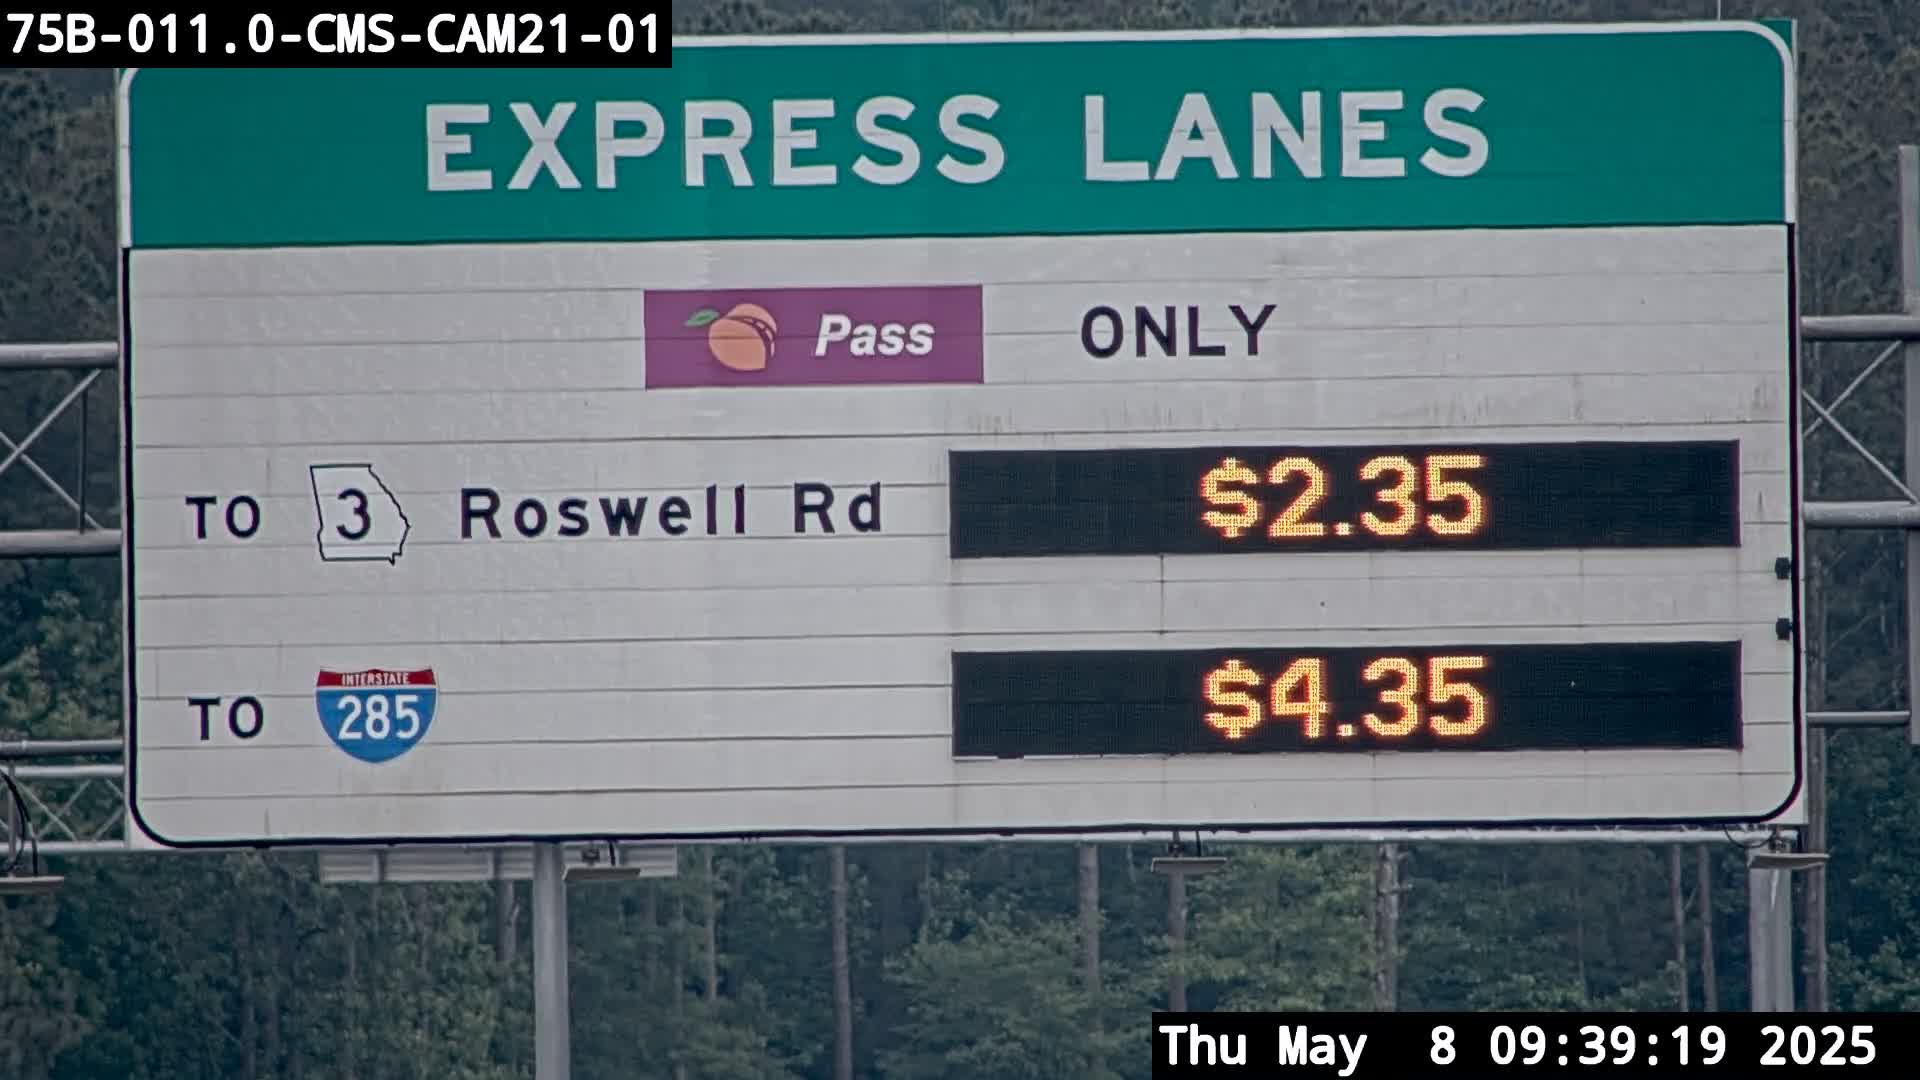 75B-011.0-CMS-CAM21-01
EXPRESS LANES
Pass ONLY
TO 3 Roswell Rd $2.35
TO INTERSTATE 285 $4.35
Thu May 8 09:39:19 2025